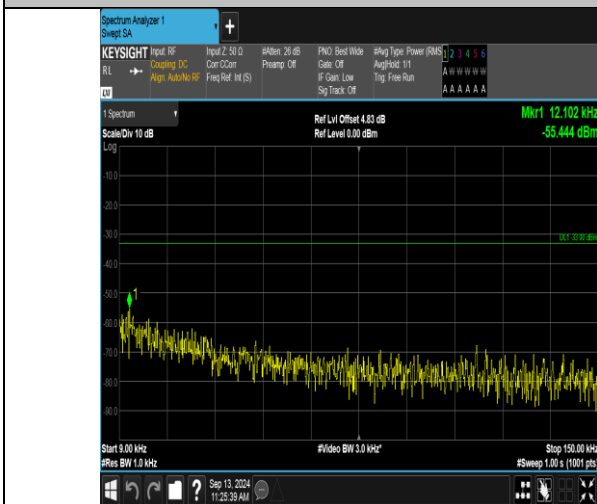 Spectrum Analyzer 1
Swept SA
+
KEYSIGHT
RL
LXI
Input: RF
Coupling: DC
Align: Auto/No RF
Input Z: 50 Ω
Corr CCorr
Freq Ref: Int (S)
#Atten: 26 dB
Preamp: Off
PNO: Best Wide
Gate: Off
IF Gain: Low
Sig Track: Off
#Avg Type: Power (RMS
Avg|Hold: 1/1
Trig: Free Run
1 2 3 4 5 6
A W W W W W
A A A A A A
1 Spectrum
Scale/Div 10 dB
Log
Ref Lvl Offset 4.83 dB
Ref Level 0.00 dBm
Mkr1 12.102 kHz
-55.444 dBm
-10.0
-20.0
-30.0
DL1 -33.00 dBm
-40.0
-50.0
1
-60.0
-70.0
-80.0
-90.0
Start 9.00 kHz
#Res BW 1.0 kHz
#Video BW 3.0 kHz*
Stop 150.00 kHz
#Sweep 1.00 s (1001 pts)
?
Sep 13, 2024
11:25:39 AM